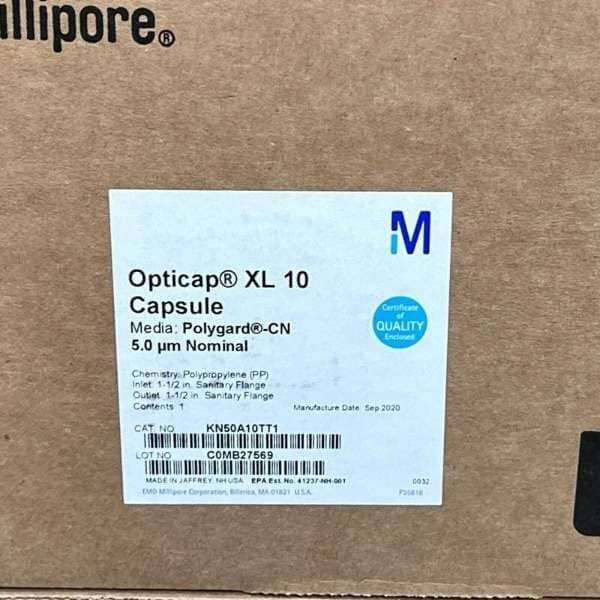 illipore®
M
Opticap® XL 10
Capsule
Media: Polygard®-CN
5.0 µm Nominal
Certificate
of
QUALITY
Enclosed
Chemistry: Polypropylene (PP)
Inlet: 1-1/2 in. Sanitary Flange
Outlet: 1-1/2 in. Sanitary Flange
Contents: 1
Manufacture Date: Sep 2020
CAT. NO. KN50A10TT1
LOT NO. C0MB27569
MADE IN JAFFREY, NH USA EPA.Est. No. 41237-NH-001 0032
EMD Millipore Corporation, Billerica, MA 01821 U.S.A.